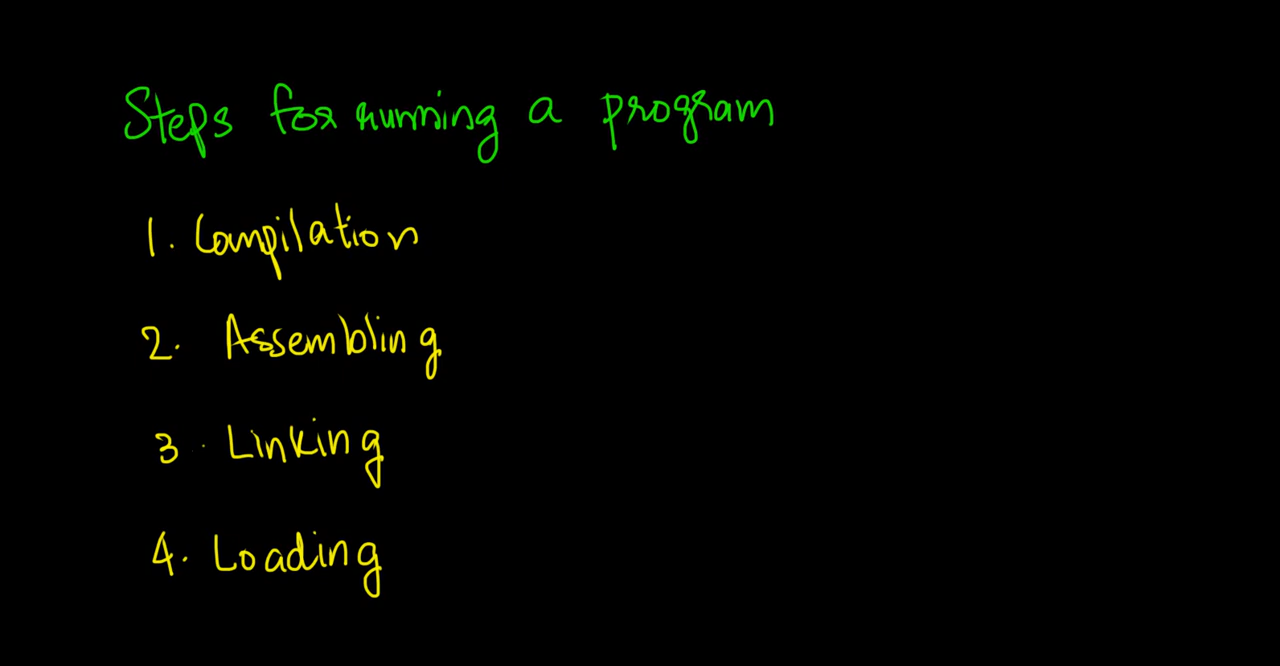 Steps for running a program
1. Compilation
2. Assembling
3. Linking
4. Loading